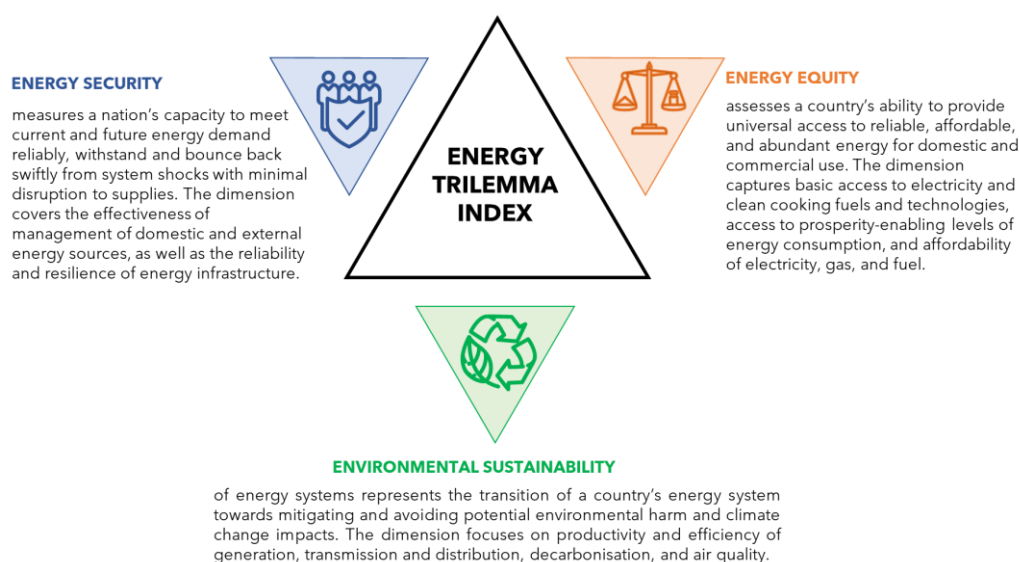 ENERGY SECURITY
measures a nation's capacity to meet
current and future energy demand
reliably, withstand and bounce back
swiftly from system shocks with minimal
disruption to supplies. The dimension
covers the effectiveness of
management of domestic and external
energy sources, as well as the reliability
and resilience of energy infrastructure.
ENERGY
TRILEMMA
INDEX
ENERGY EQUITY
assesses a country's ability to provide
universal access to reliable, affordable,
and abundant energy for domestic and
commercial use. The dimension
captures basic access to electricity and
clean cooking fuels and technologies,
access to prosperity-enabling levels of
energy consumption, and affordability
of electricity, gas, and fuel.
ENVIRONMENTAL SUSTAINABILITY
of energy systems represents the transition of a country's energy system
towards mitigating and avoiding potential environmental harm and climate
change impacts. The dimension focuses on productivity and efficiency of
generation, transmission and distribution, decarbonisation, and air quality.